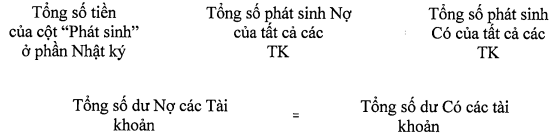 Tổng số tiền
của cột “Phát sinh”
ở phần Nhật ký
Tổng số phát sinh Nợ
của tất cả các
TK
Tổng số phát sinh
Có của tất cả các
TK
Tổng số dư Nợ các Tài
khoản
=
Tổng số dư Có các tài
khoản